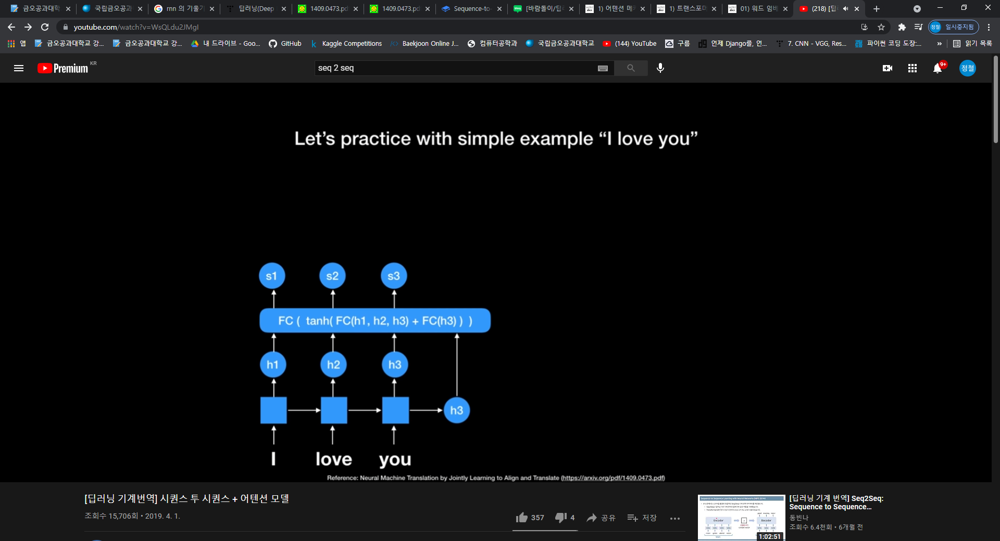 금오공과대학
국립금오공과
rnn 의 기울기
딥러닝(Deep
1409.0473.pd
1409.0473.pd
Sequence-to-
[바람돌이/딥
1) 어텐션 메
1) 트랜스포머
01) 워드 임베
(218) [딥
youtube.com/watch?v=WsQLdu2JMgI
정철 일시중지됨
앱
금오공과대학교 강...
금오공과대학교 강...
내 드라이브 - Goo...
GitHub
Kaggle Competitions
Baekjoon Online J...
컴퓨터공학과
국립금오공과대학교
(144) YouTube
구름
언제 Django를, 언...
7. CNN - VGG, Res...
파이썬 코딩 도장:...
»
읽기 목록
Premium KR
seq 2 seq
9+
정철
Let's practice with simple example “I love you”
s1 s2 s3
FC ( tanh( FC(h1, h2, h3) + FC(h3) ) )
h1 h2 h3
h3
I love you
Reference: Neural Machine Translation by Jointly Learning to Align and Translate (https://arxiv.org/pdf/1409.0473.pdf)
[딥러닝 기계번역] 시퀀스 투 시퀀스 + 어텐션 모델
조회수 15,706회 • 2019. 4. 1.
357
4
공유
저장
Sequence to Sequence Learning with Neural Networks (NIPS 2014)
Encoder
Decoder
1:02:51
[딥러닝 기계 번역] Seq2Seq:
Sequence to Sequence...
동빈나
조회수 6.4천회 • 6개월 전